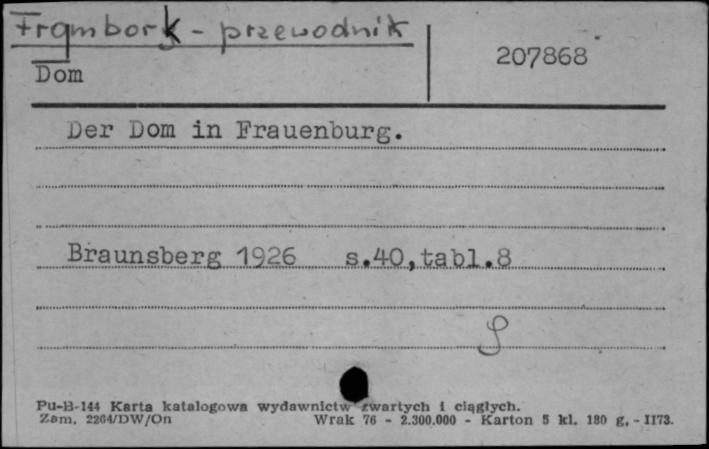 Frombork - przewodnik
207868
Dom
Der Dom in Frauenburg.
Braunsberg 1926 s.40,tabl.8
Pu-B-144 Karta katalogowa wydawnictw zwartych i ciągłych.
Zam. 2264/DW/On Wrak 76 - 2.300.000 - Karton 5 kl. 180 g, - II73.